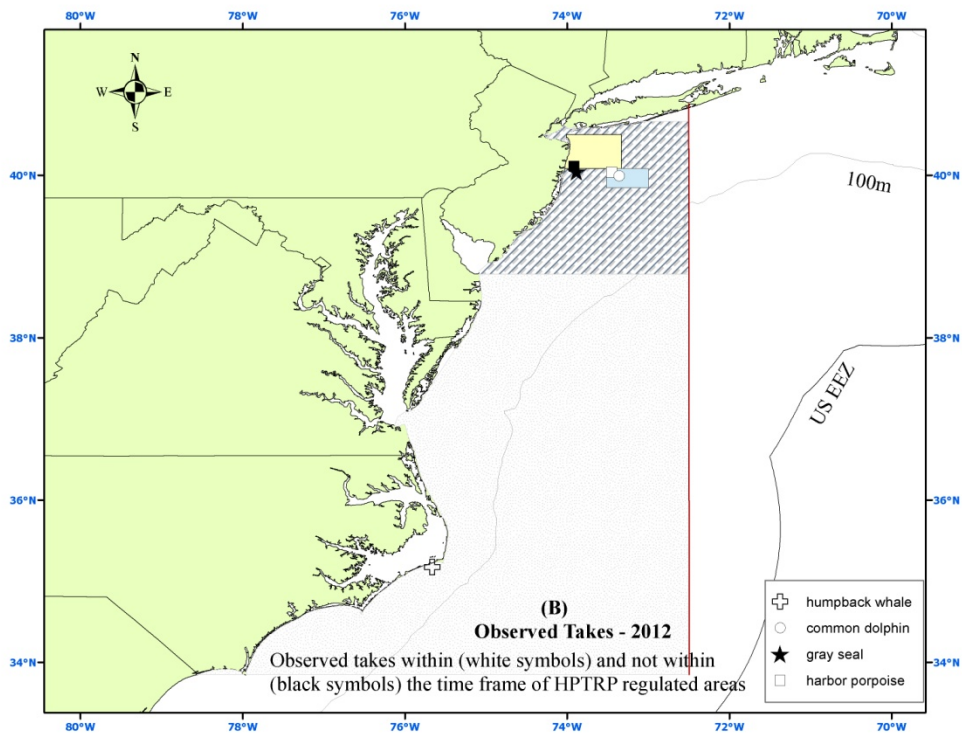 80°W 78°W 76°W 74°W 72°W 70°W
N
W E
S
40°N 40°N
100m
38°N 38°N
US EEZ
36°N 36°N
(B)
Observed Takes - 2012
Observed takes within (white symbols) and not within
(black symbols) the time frame of HPTRP regulated areas
humpback whale
common dolphin
gray seal
harbor porpoise
34°N 34°N
80°W 78°W 76°W 74°W 72°W 70°W